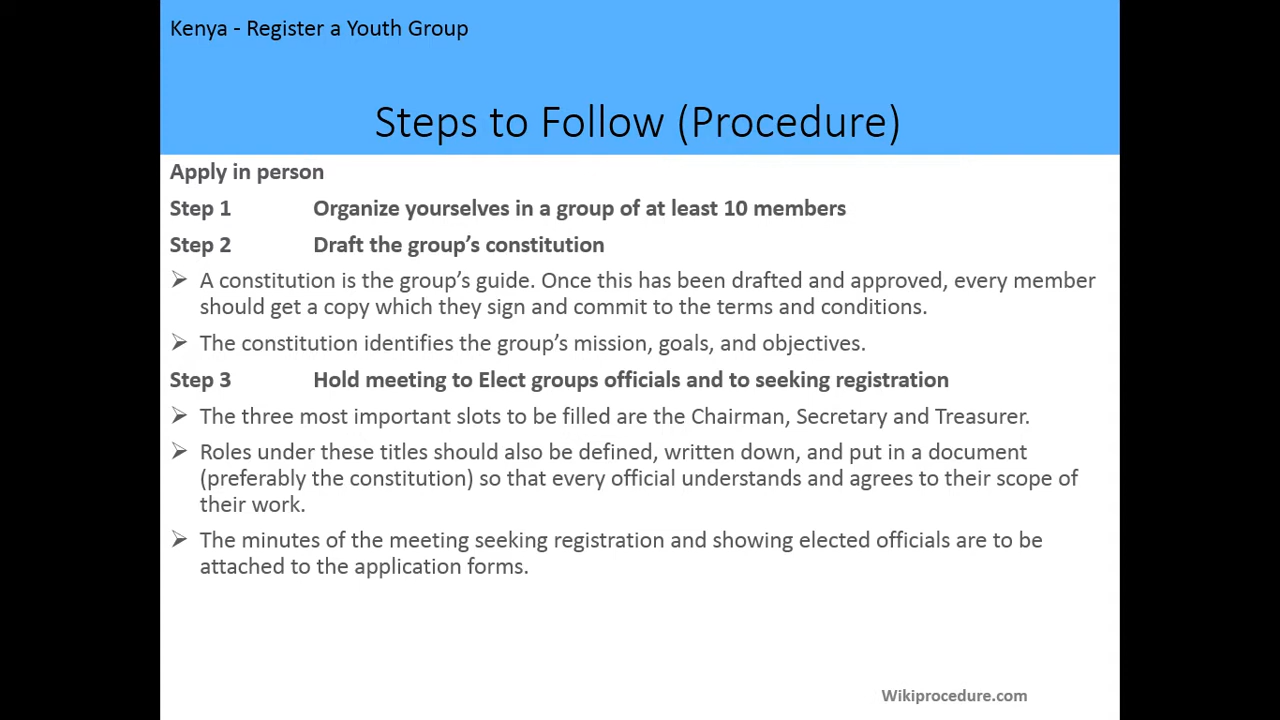 Kenya - Register a Youth Group
Steps to Follow (Procedure)
Apply in person
Step 1 Organize yourselves in a group of at least 10 members
Step 2 Draft the group’s constitution
➢ A constitution is the group’s guide. Once this has been drafted and approved, every member
should get a copy which they sign and commit to the terms and conditions.
➢ The constitution identifies the group’s mission, goals, and objectives.
Step 3 Hold meeting to Elect groups officials and to seeking registration
➢ The three most important slots to be filled are the Chairman, Secretary and Treasurer.
➢ Roles under these titles should also be defined, written down, and put in a document
(preferably the constitution) so that every official understands and agrees to their scope of
their work.
➢ The minutes of the meeting seeking registration and showing elected officials are to be
attached to the application forms.
Wikiprocedure.com